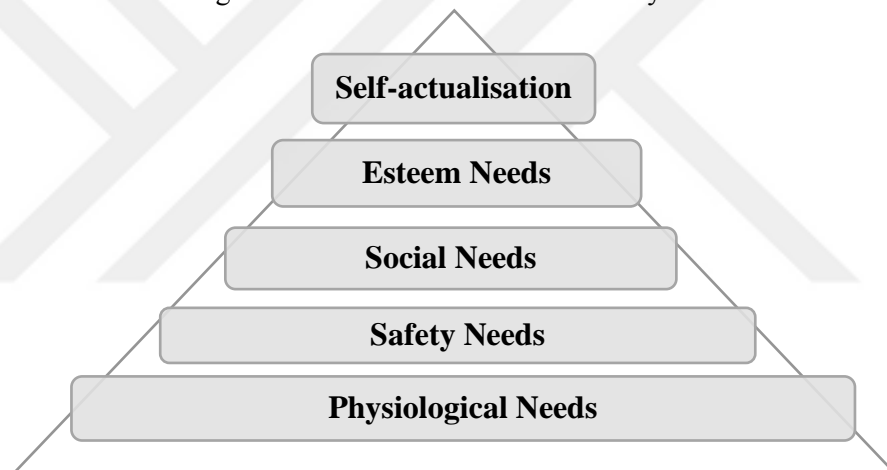 Self-actualisation
Esteem Needs
Social Needs
Safety Needs
Physiological Needs